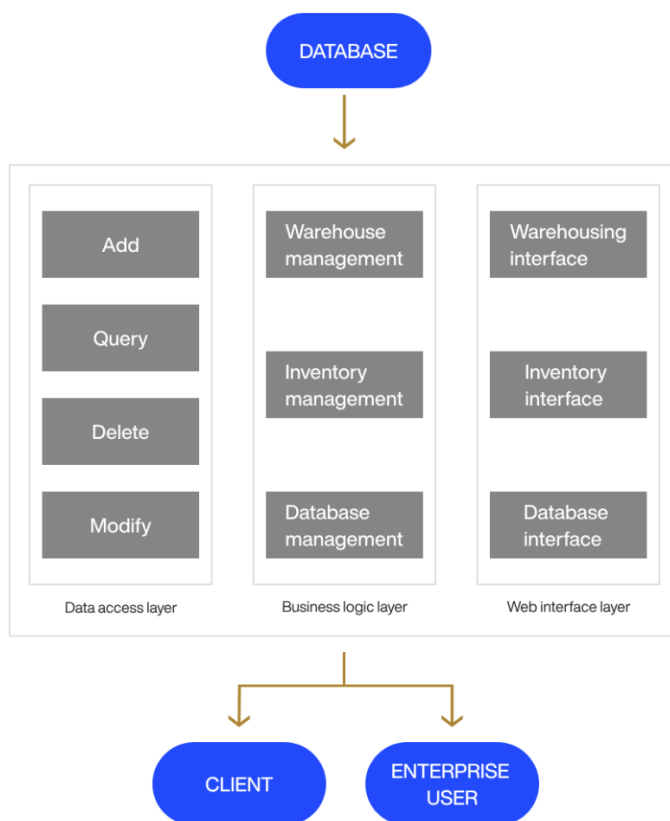 DATABASE
Add
Query
Delete
Modify
Data access layer
Warehouse
management
Inventory
management
Database
management
Business logic layer
Warehousing
interface
Inventory
interface
Database
interface
Web interface layer
CLIENT
ENTERPRISE
USER